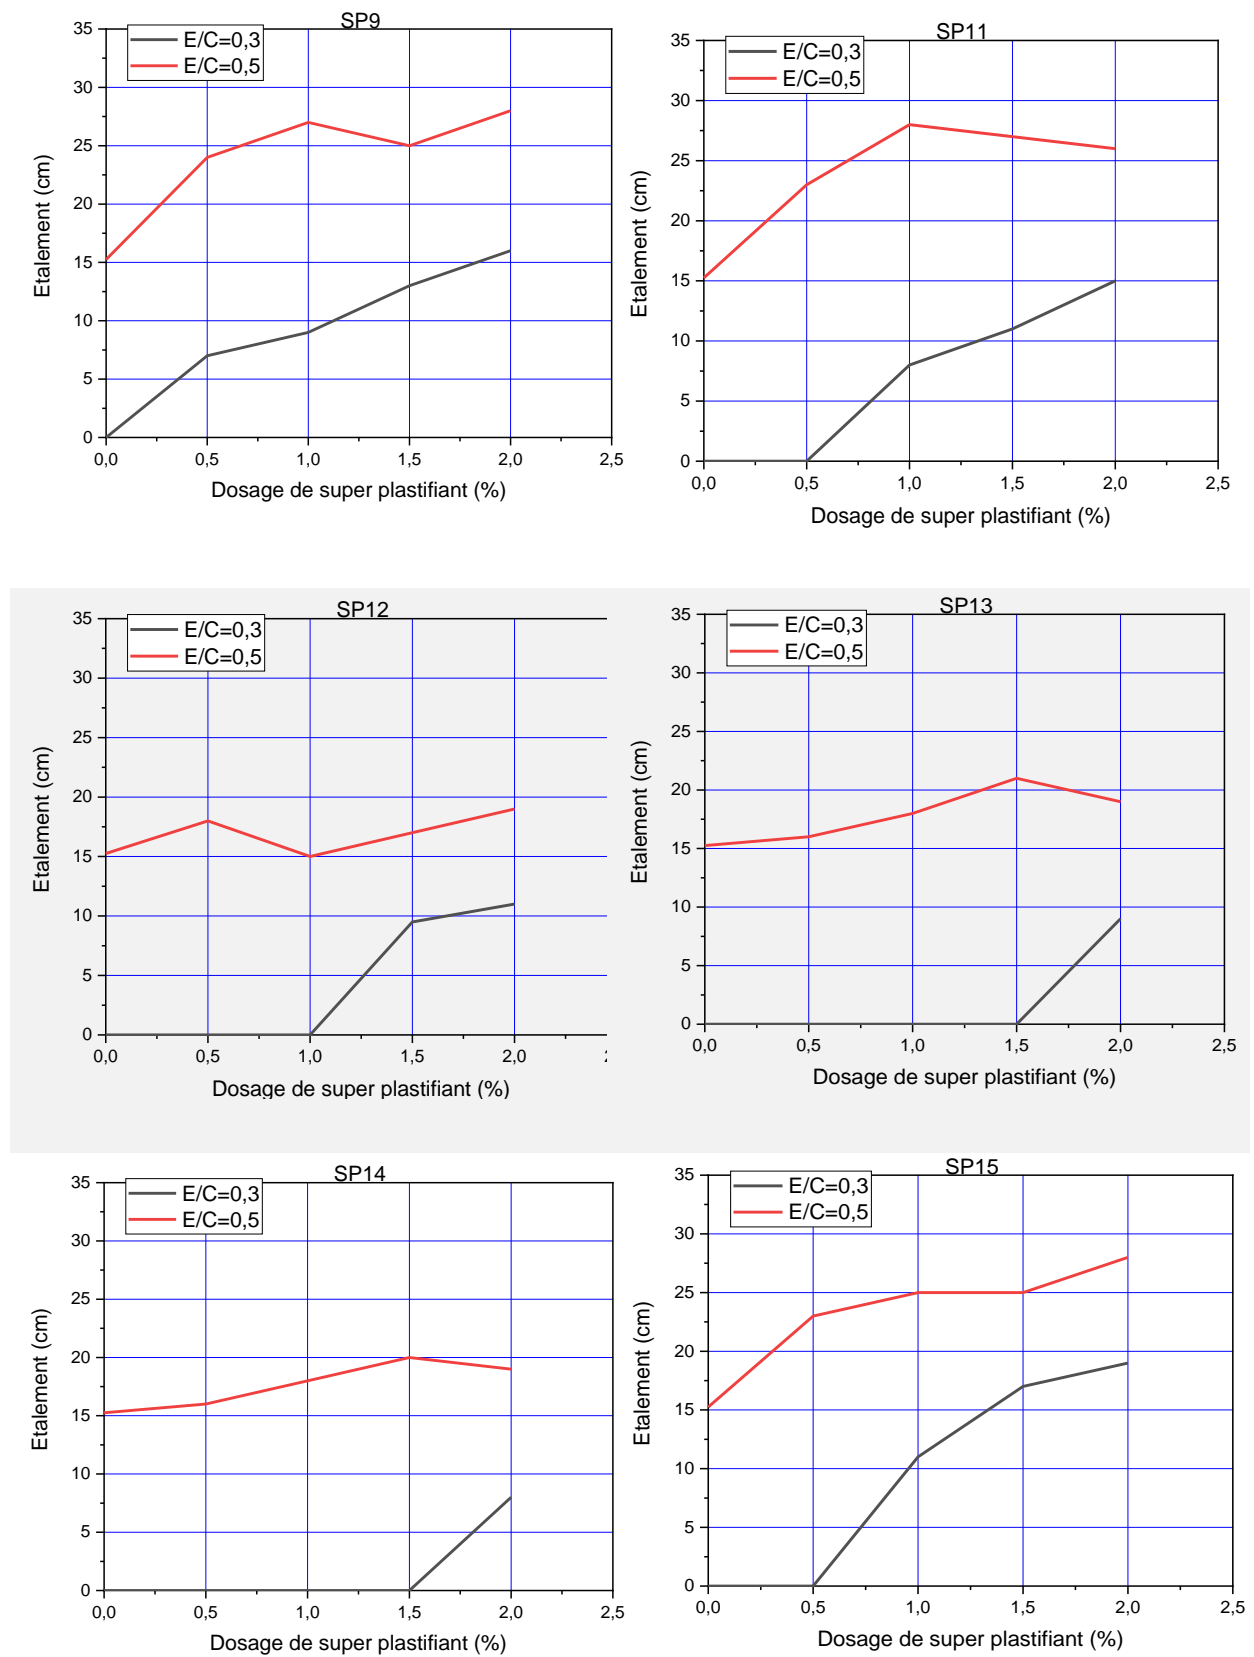 SP9
E/C=0,3
E/C=0,5
35
30
25
20
15
10
5
0
Etalement (cm)
0,0 0,5 1,0 1,5 2,0 2,5
Dosage de super plastifiant (%)
SP11
E/C=0,3
E/C=0,5
35
30
25
20
15
10
5
0
Etalement (cm)
0,0 0,5 1,0 1,5 2,0 2,5
Dosage de super plastifiant (%)
SP12
E/C=0,3
E/C=0,5
35
30
25
20
15
10
5
0
Etalement (cm)
0,0 0,5 1,0 1,5 2,0
Dosage de super plastifiant (%)
SP13
E/C=0,3
E/C=0,5
35
30
25
20
15
10
5
0
Etalement (cm)
0,0 0,5 1,0 1,5 2,0 2,5
Dosage de super plastifiant (%)
SP14
E/C=0,3
E/C=0,5
35
30
25
20
15
10
5
0
Etalement (cm)
0,0 0,5 1,0 1,5 2,0 2,5
Dosage de super plastifiant (%)
SP15
E/C=0,3
E/C=0,5
35
30
25
20
15
10
5
0
Etalement (cm)
0,0 0,5 1,0 1,5 2,0 2,5
Dosage de super plastifiant (%)